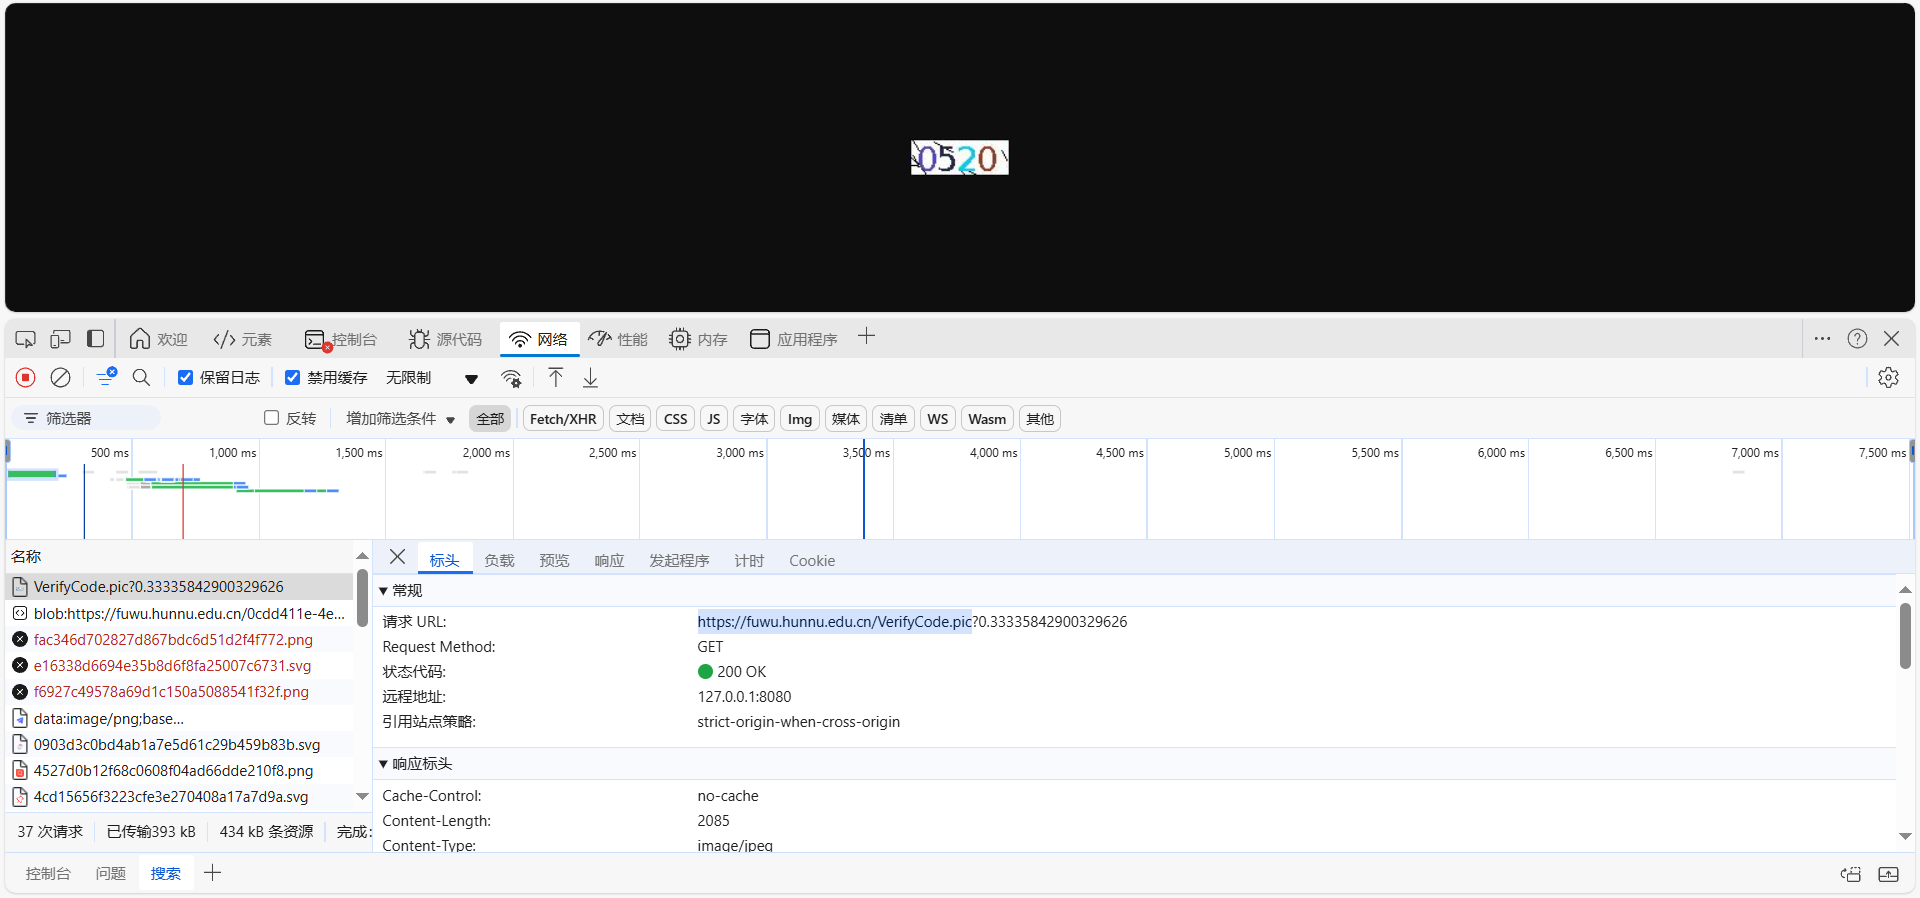 0520
欢迎
元素
控制台
源代码
网络
性能
内存
应用程序
保留日志
禁用缓存
无限制
筛选器
反转
增加筛选条件
全部
Fetch/XHR
文档
CSS
JS
字体
Img
媒体
清单
WS
Wasm
其他
500 ms
1,000 ms
1,500 ms
2,000 ms
2,500 ms
3,000 ms
3,500 ms
4,000 ms
4,500 ms
5,000 ms
5,500 ms
6,000 ms
6,500 ms
7,000 ms
7,500 ms
名称
VerifyCode.pic?0.33335842900329626
blob:https://fuwu.hunnu.edu.cn/0cdd411e-4e...
fac346d702827d867bdc6d51d2f4f772.png
e16338d6694e35b8d6f8fa25007c6731.svg
f6927c49578a69d1c150a5088541f32f.png
data:image/png;base...
0903d3c0bd4ab1a7e5d61c29b459b83b.svg
4527d0b12f68c0608f04ad66dde210f8.png
4cd15656f3223cfe3e270408a17a7d9a.svg
37 次请求
已传输393 kB
434 kB 条资源
完成:
标头
负载
预览
响应
发起程序
计时
Cookie
常规
请求 URL:
https://fuwu.hunnu.edu.cn/VerifyCode.pic?0.33335842900329626
Request Method:
GET
状态代码:
200 OK
远程地址:
127.0.0.1:8080
引用站点策略:
strict-origin-when-cross-origin
响应标头
Cache-Control:
no-cache
Content-Length:
2085
Content-Type:
image/jpeg
控制台
问题
搜索